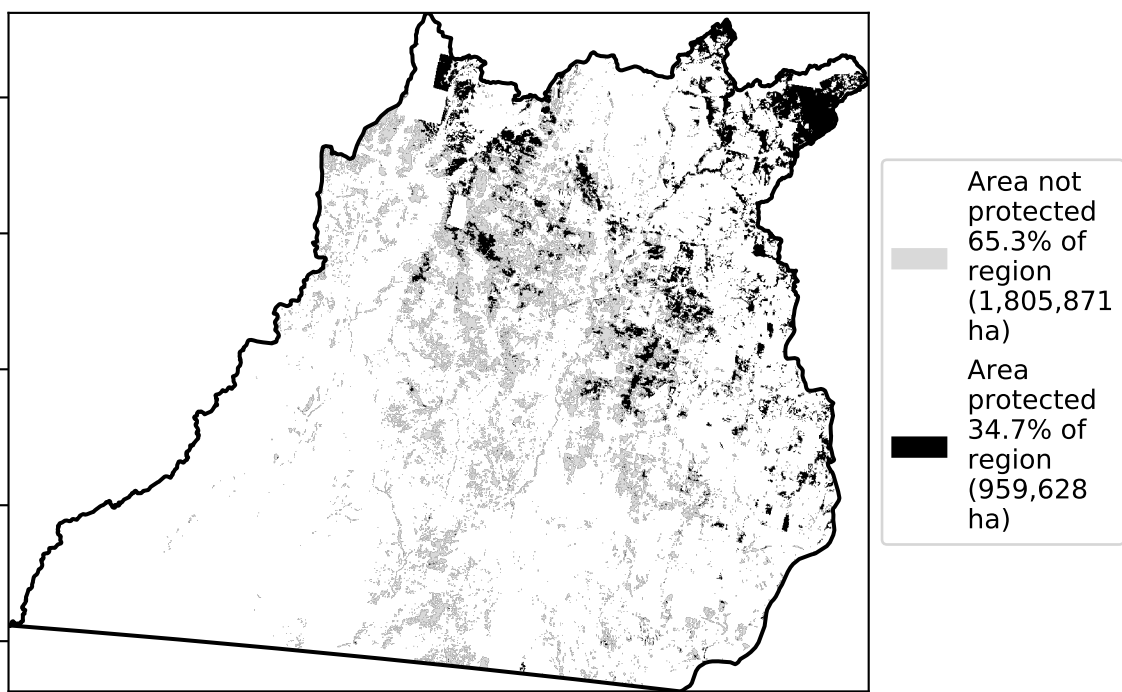 Area not
protected
65.3% of
region
(1,805,871
ha)
Area
protected
34.7% of
region
(959,628
ha)